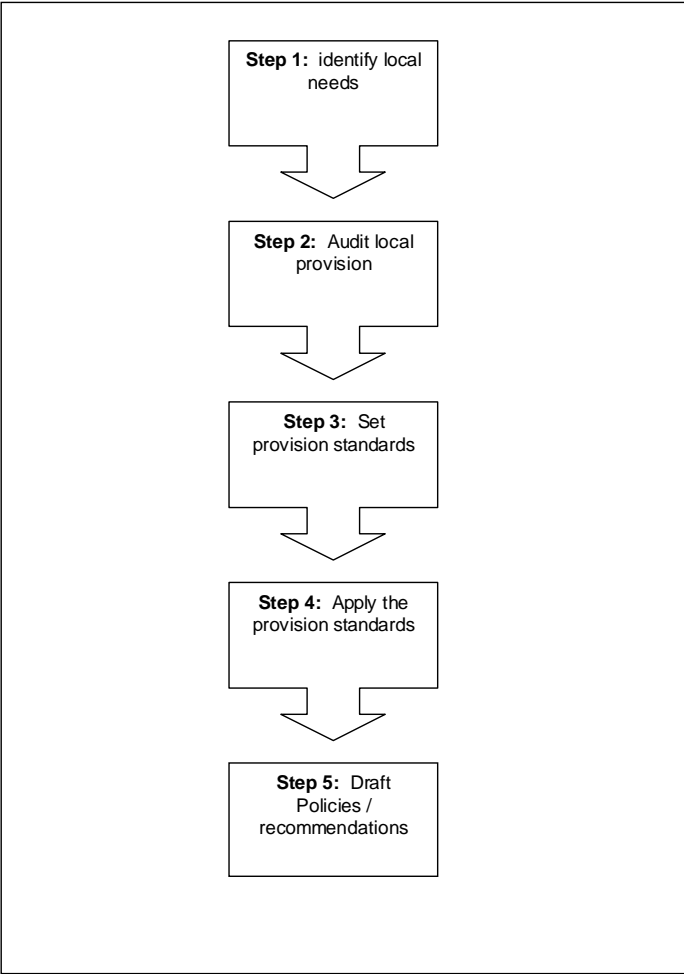 Step 1: identify local
needs
Step 2: Audit local
provision
Step 3: Set
provision standards
Step 4: Apply the
provision standards
Step 5: Draft
Policies /
recommendations